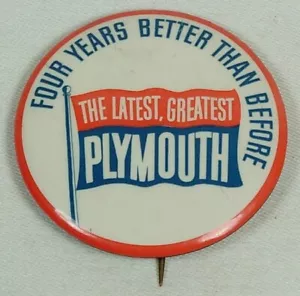 FOUR YEARS BETTER THAN BEFORE
THE LATEST, GREATEST
PLYMOUTH